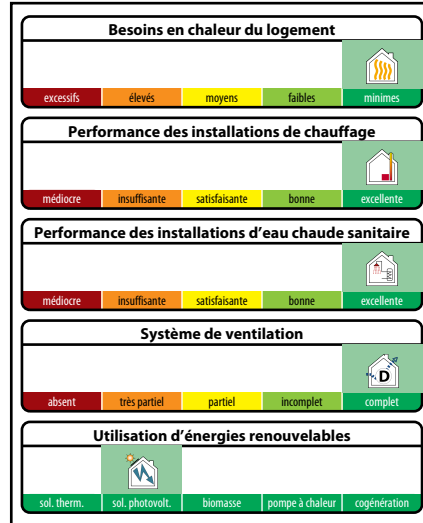 Besoins en chaleur du logement
excessifs élevés moyens faibles minimes
Performance des installations de chauffage
médiocre insuffisante satisfaisante bonne excellente
Performance des installations d'eau chaude sanitaire
médiocre insuffisante satisfaisante bonne excellente
Système de ventilation
D
absent très partiel partiel incomplet complet
Utilisation d'énergies renouvelables
sol. therm. sol. photovolt. biomasse pompe à chaleur cogénération